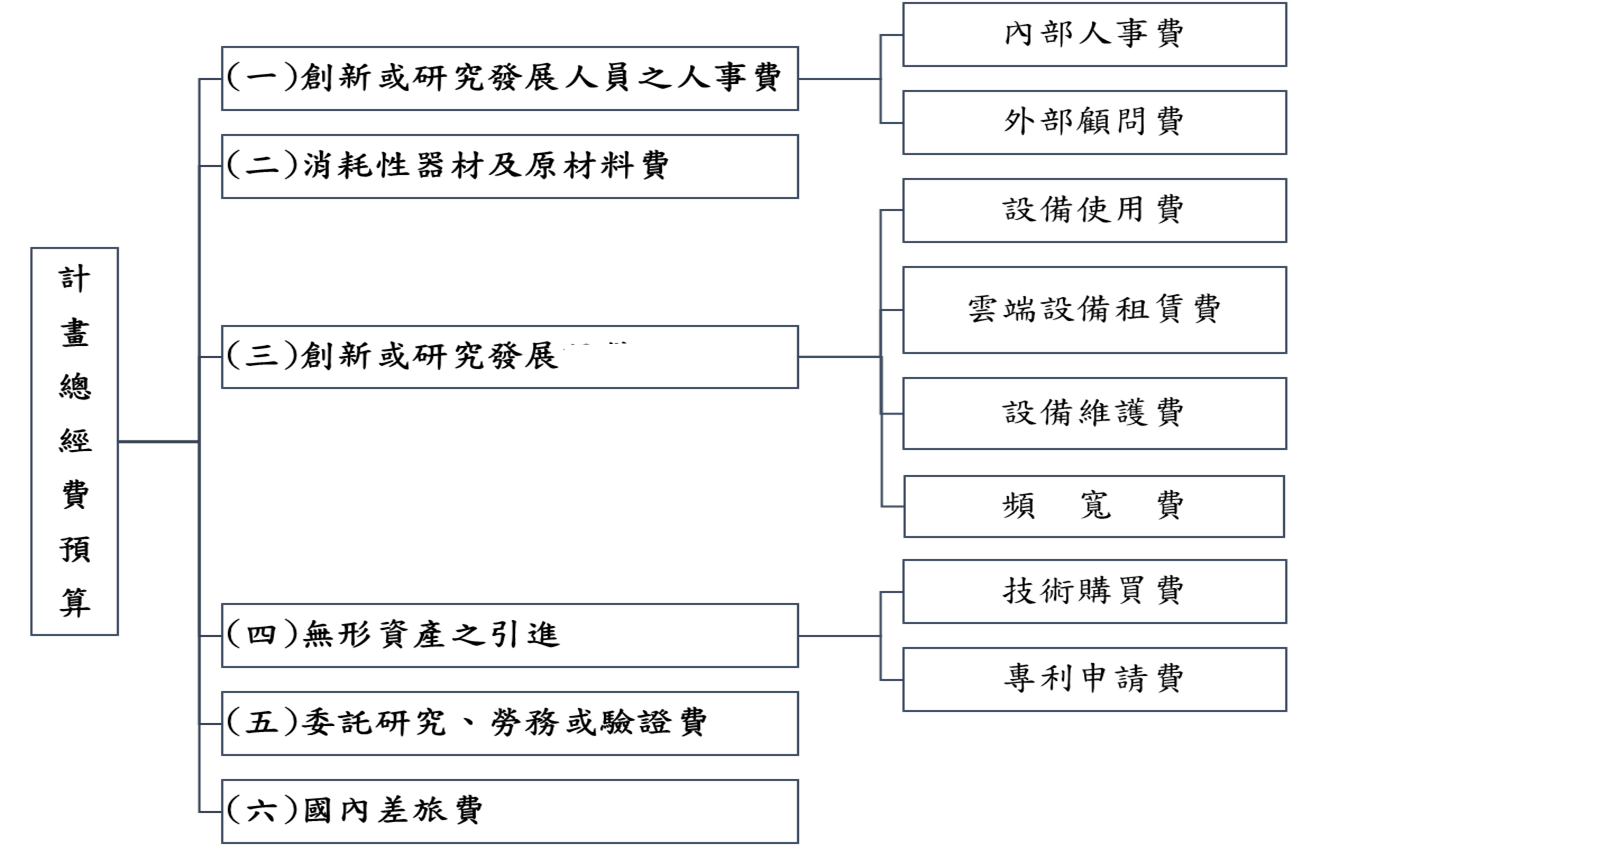 計畫總經費預算
(一)創新或研究發展人員之人事費
內部人事費
外部顧問費
(二)消耗性器材及原材料費
(三)創新或研究發展
設備使用費
雲端設備租賃費
設備維護費
頻 寬 費
(四)無形資產之引進
技術購買費
專利申請費
(五)委託研究、勞務或驗證費
(六)國內差旅費